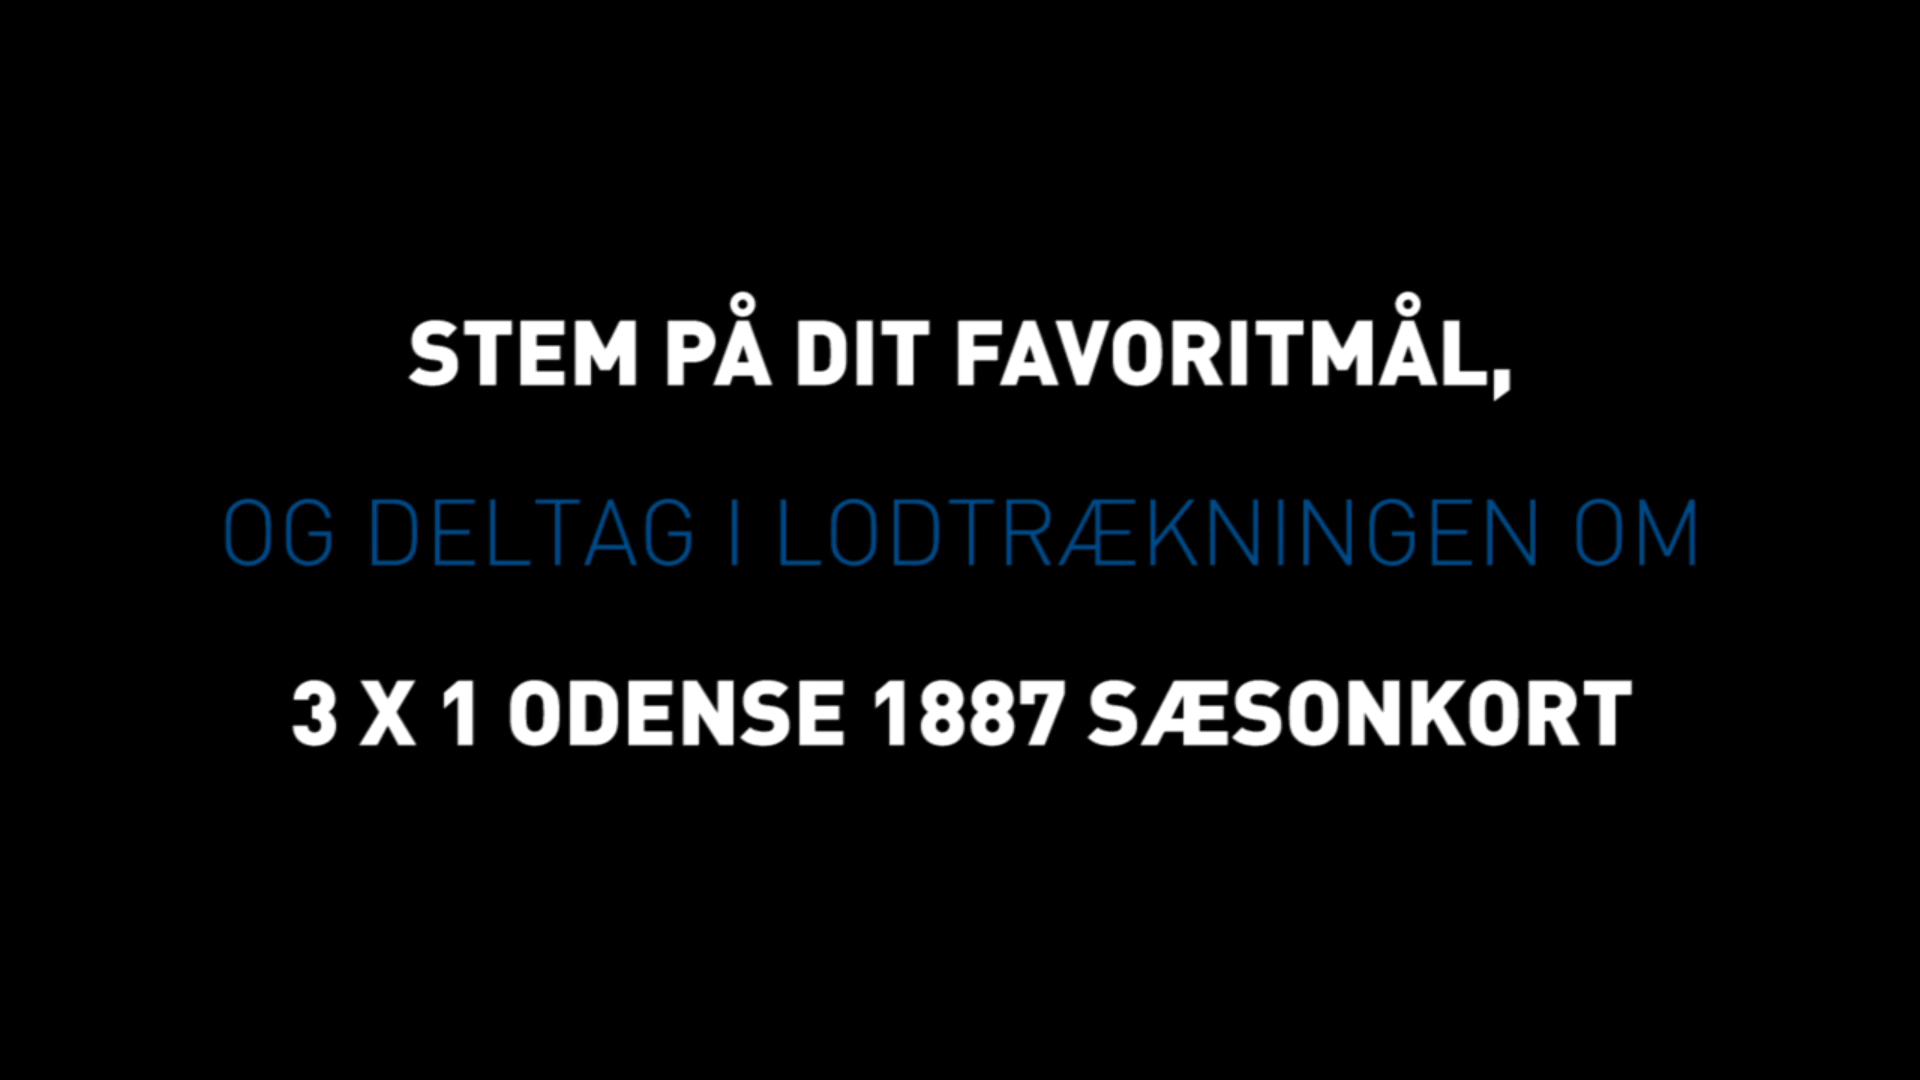 STEM PÅ DIT FAVORITMÅL,
OG DELTAG I LODTRÆKNINGEN OM
3 X 1 ODENSE 1887 SÆSONKORT